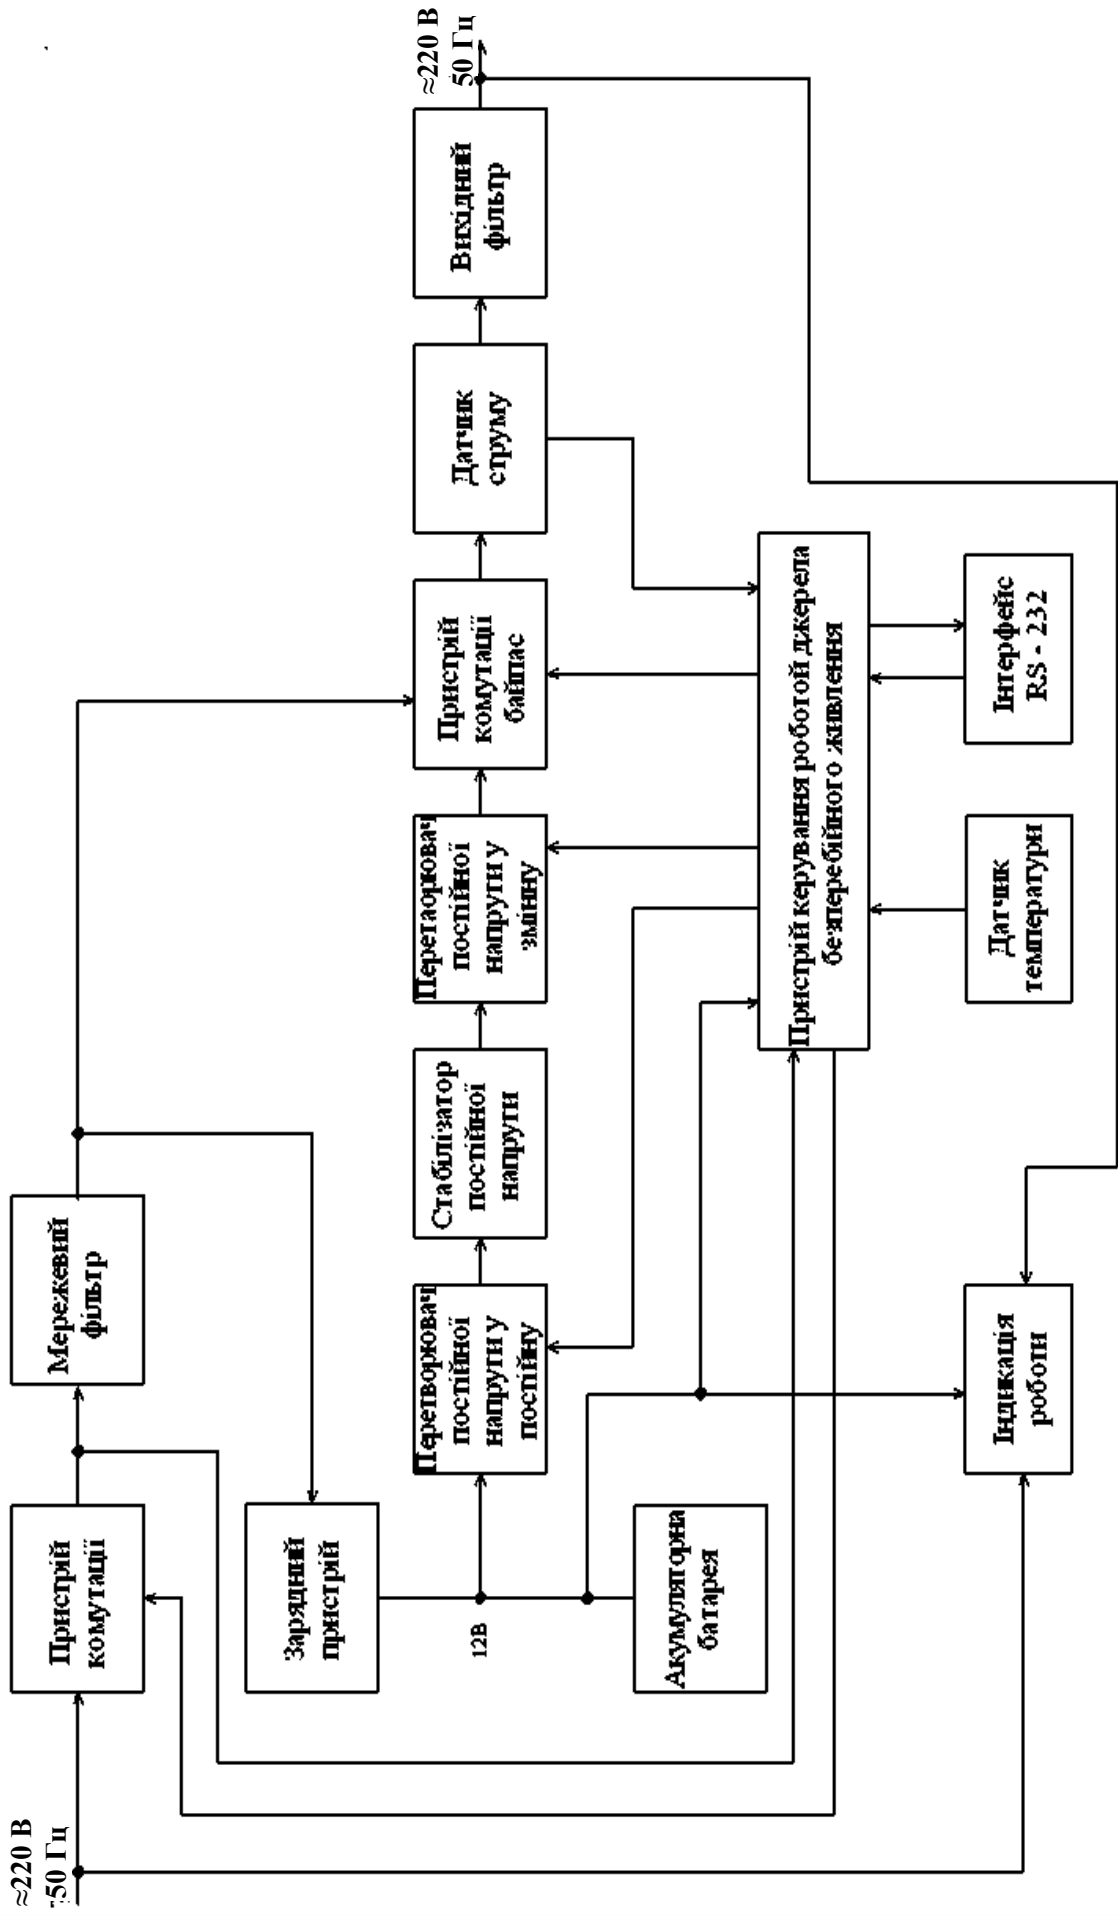 ≈220 В
50 Гц
Пристрій
комутації
Мережевий
фільтр
Зарядний
пристрій
12В
Акумуляторна
батарея
Перетворювач
постійної
напруги у
постійну
Стабілізатор
постійної
напруги
Перетаорювач
постійної
напруги у
змінну
Пристрій
комутації
байпас
Датчик
струму
Вихідний
фільтр
≈220 В
50 Гц
Пристрій керування роботой джерела
безперебійного живлення
Індикація
роботи
Датчик
температури
Інтерфейс
RS - 232